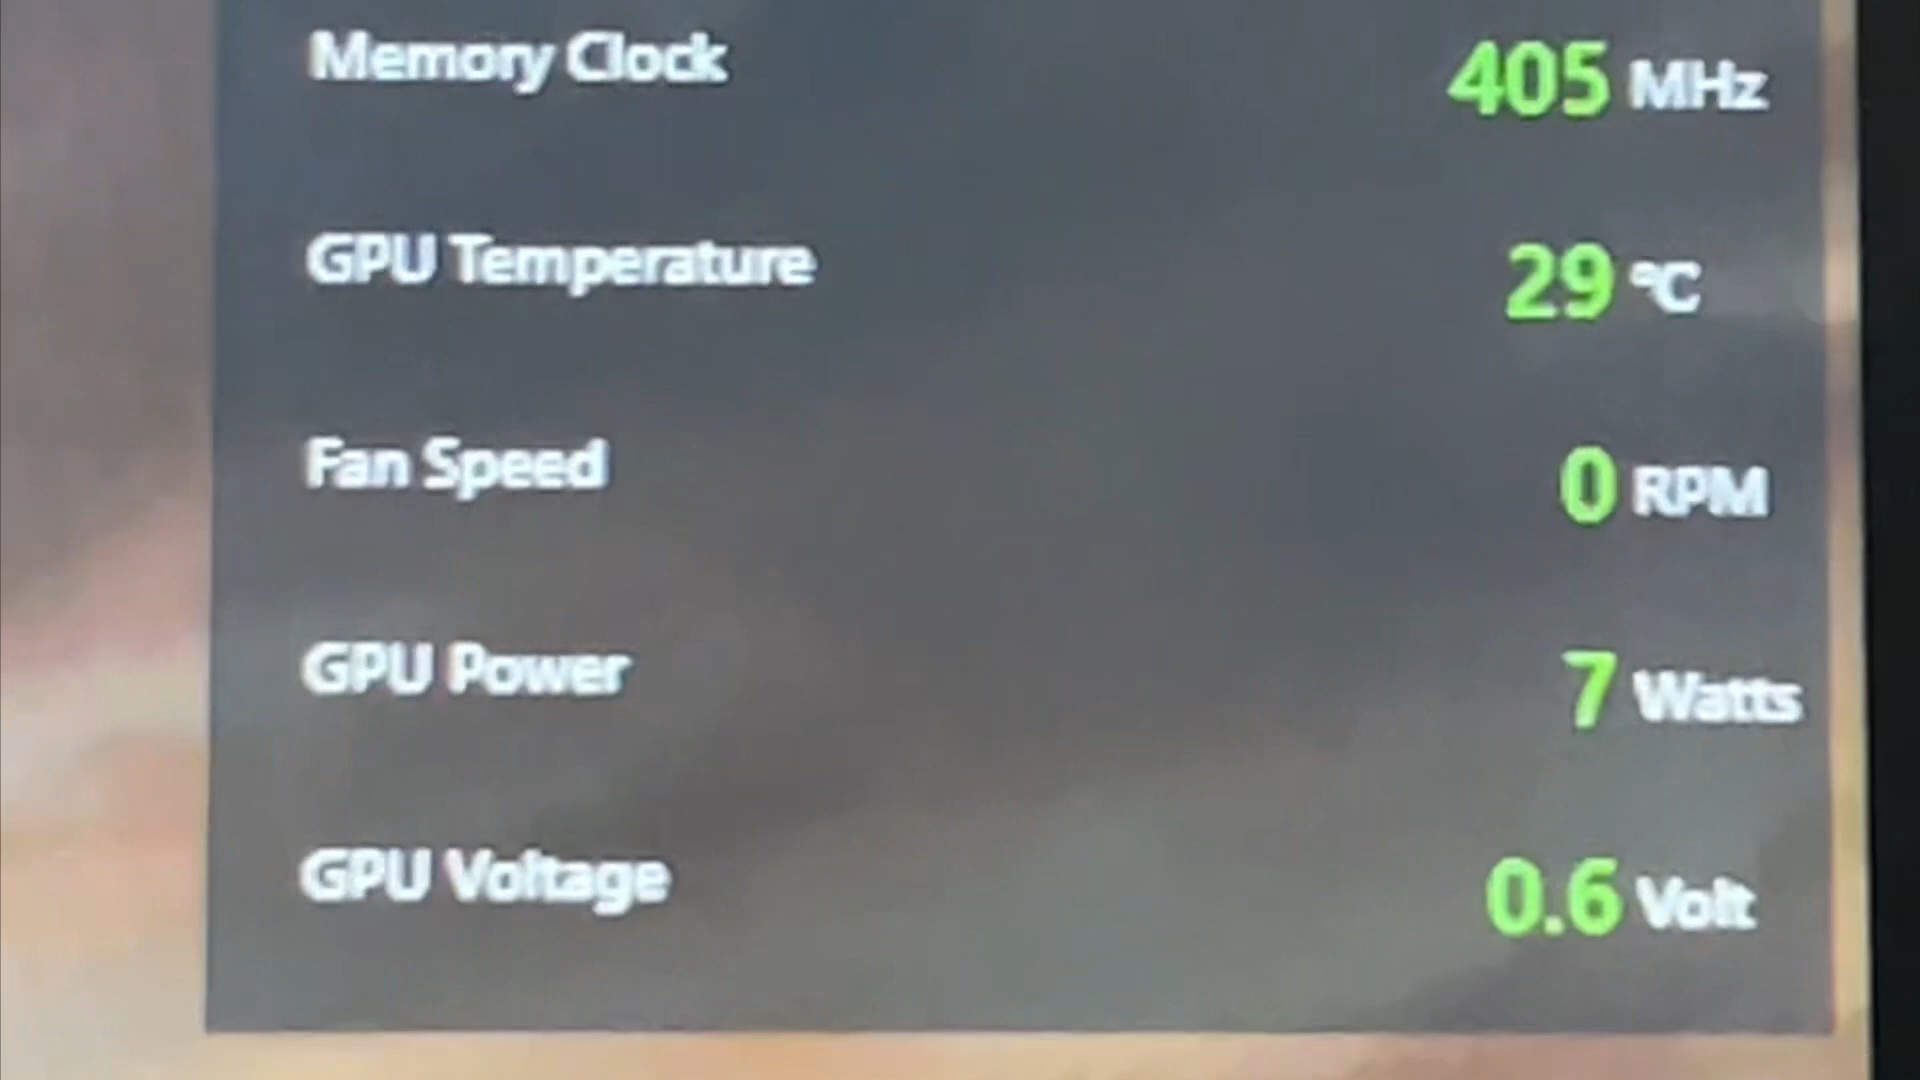 Memory Clock 405 MHz
GPU Temperature 29 °C
Fan Speed 0 RPM
GPU Power 7 Watts
GPU Voltage 0.6 Volt